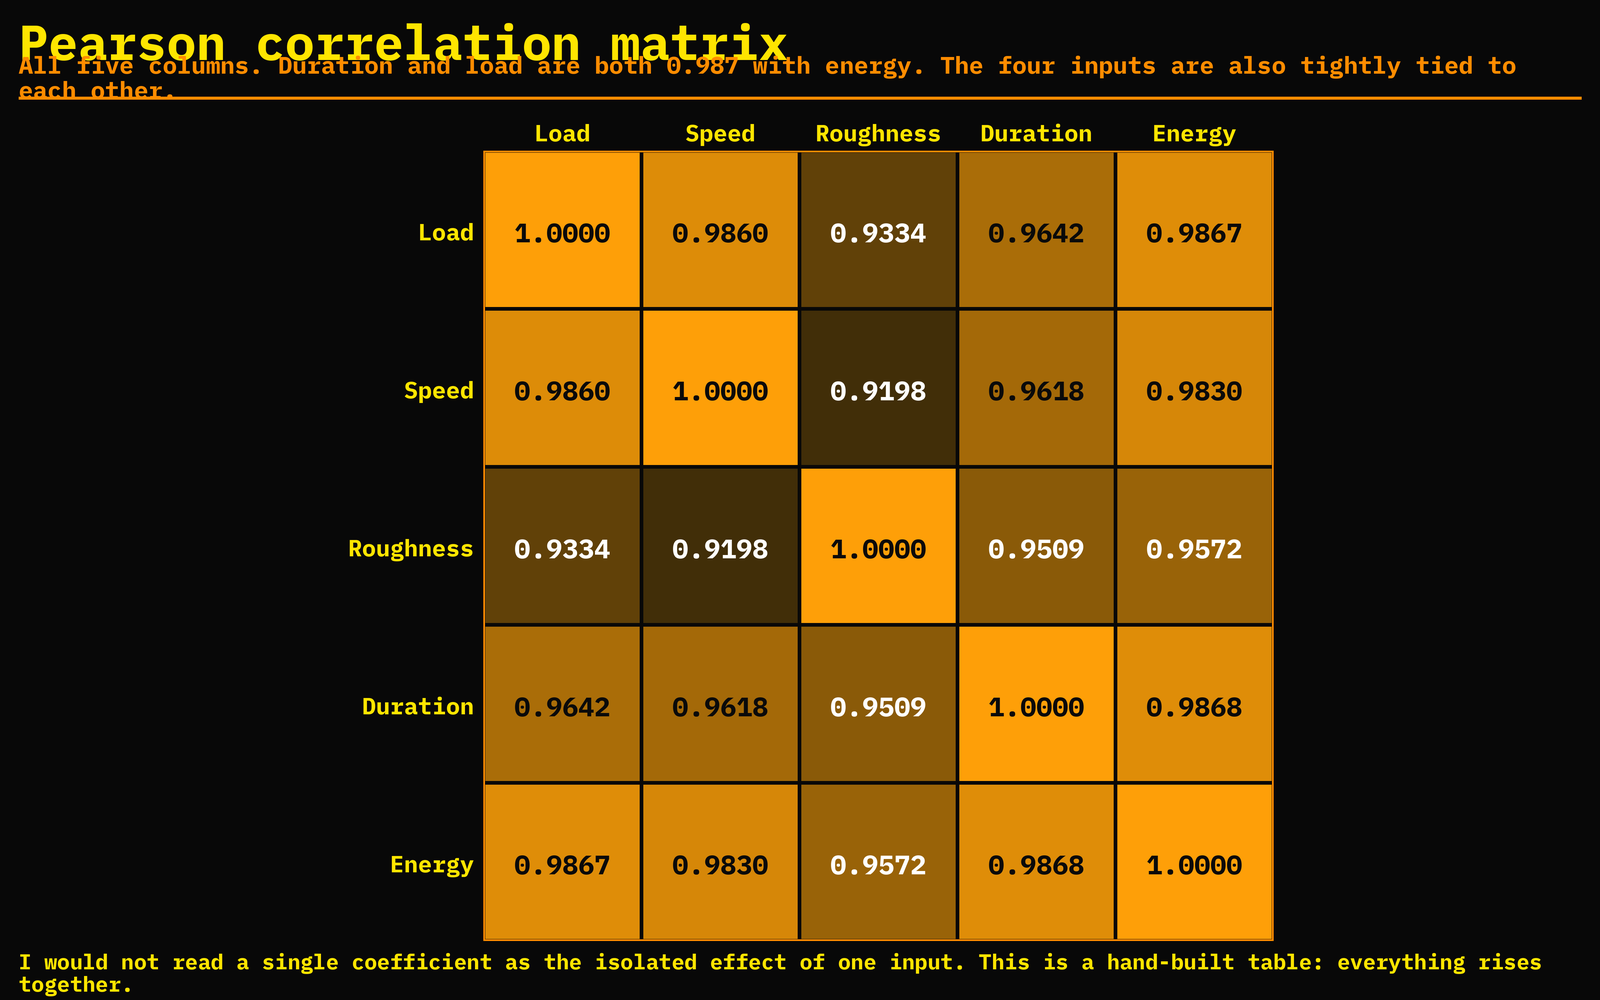 Pearson correlation matrix
All five columns. Duration and load are both 0.987 with energy. The four inputs are also tightly tied to
each other.
Load Speed Roughness Duration Energy
Load 1.0000 0.9860 0.9334 0.9642 0.9867
Speed 0.9860 1.0000 0.9198 0.9618 0.9830
Roughness 0.9334 0.9198 1.0000 0.9509 0.9572
Duration 0.9642 0.9618 0.9509 1.0000 0.9868
Energy 0.9867 0.9830 0.9572 0.9868 1.0000
I would not read a single coefficient as the isolated effect of one input. This is a hand-built table: everything rises
together.